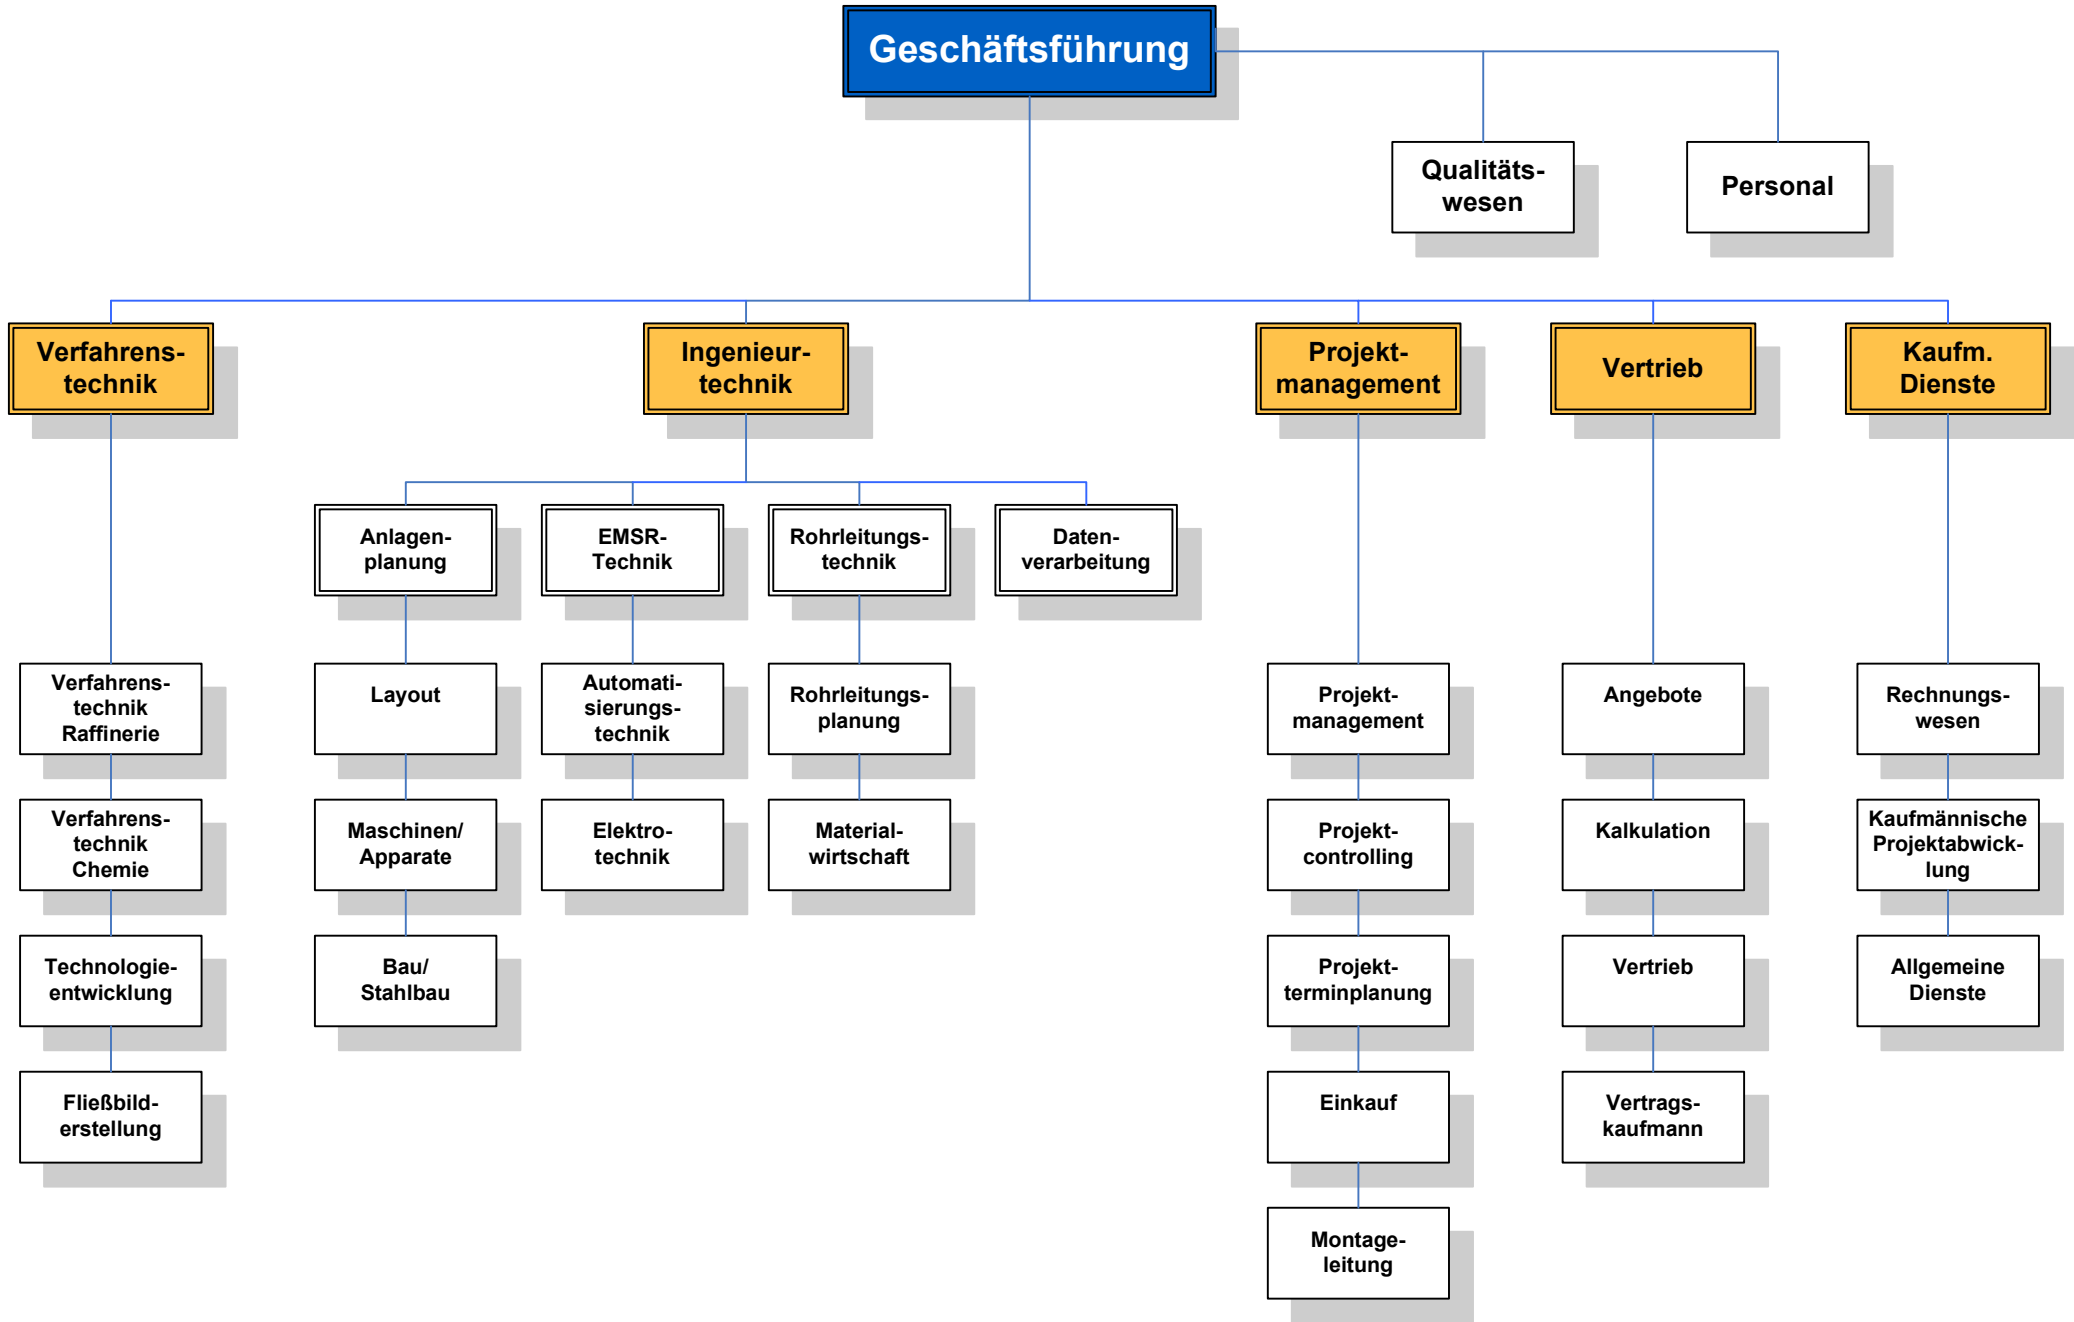 Geschäftsführung
Qualitäts-
wesen
Personal
Verfahrens-
technik
Ingenieur-
technik
Projekt-
management
Vertrieb
Kaufm.
Dienste
Anlagen-
planung
EMSR-
Technik
Rohrleitungs-
technik
Daten-
verarbeitung
Verfahrens-
technik
Raffinerie
Layout
Automati-
sierungs-
technik
Rohrleitungs-
planung
Projekt-
management
Angebote
Rechnungs-
wesen
Verfahrens-
technik
Chemie
Maschinen/
Apparate
Elektro-
technik
Material-
wirtschaft
Projekt-
controlling
Kalkulation
Kaufmännische
Projektabwick-
lung
Technologie-
entwicklung
Bau/
Stahlbau
Projekt-
terminplanung
Vertrieb
Allgemeine
Dienste
Fließbild-
erstellung
Einkauf
Vertrags-
kaufmann
Montage-
leitung